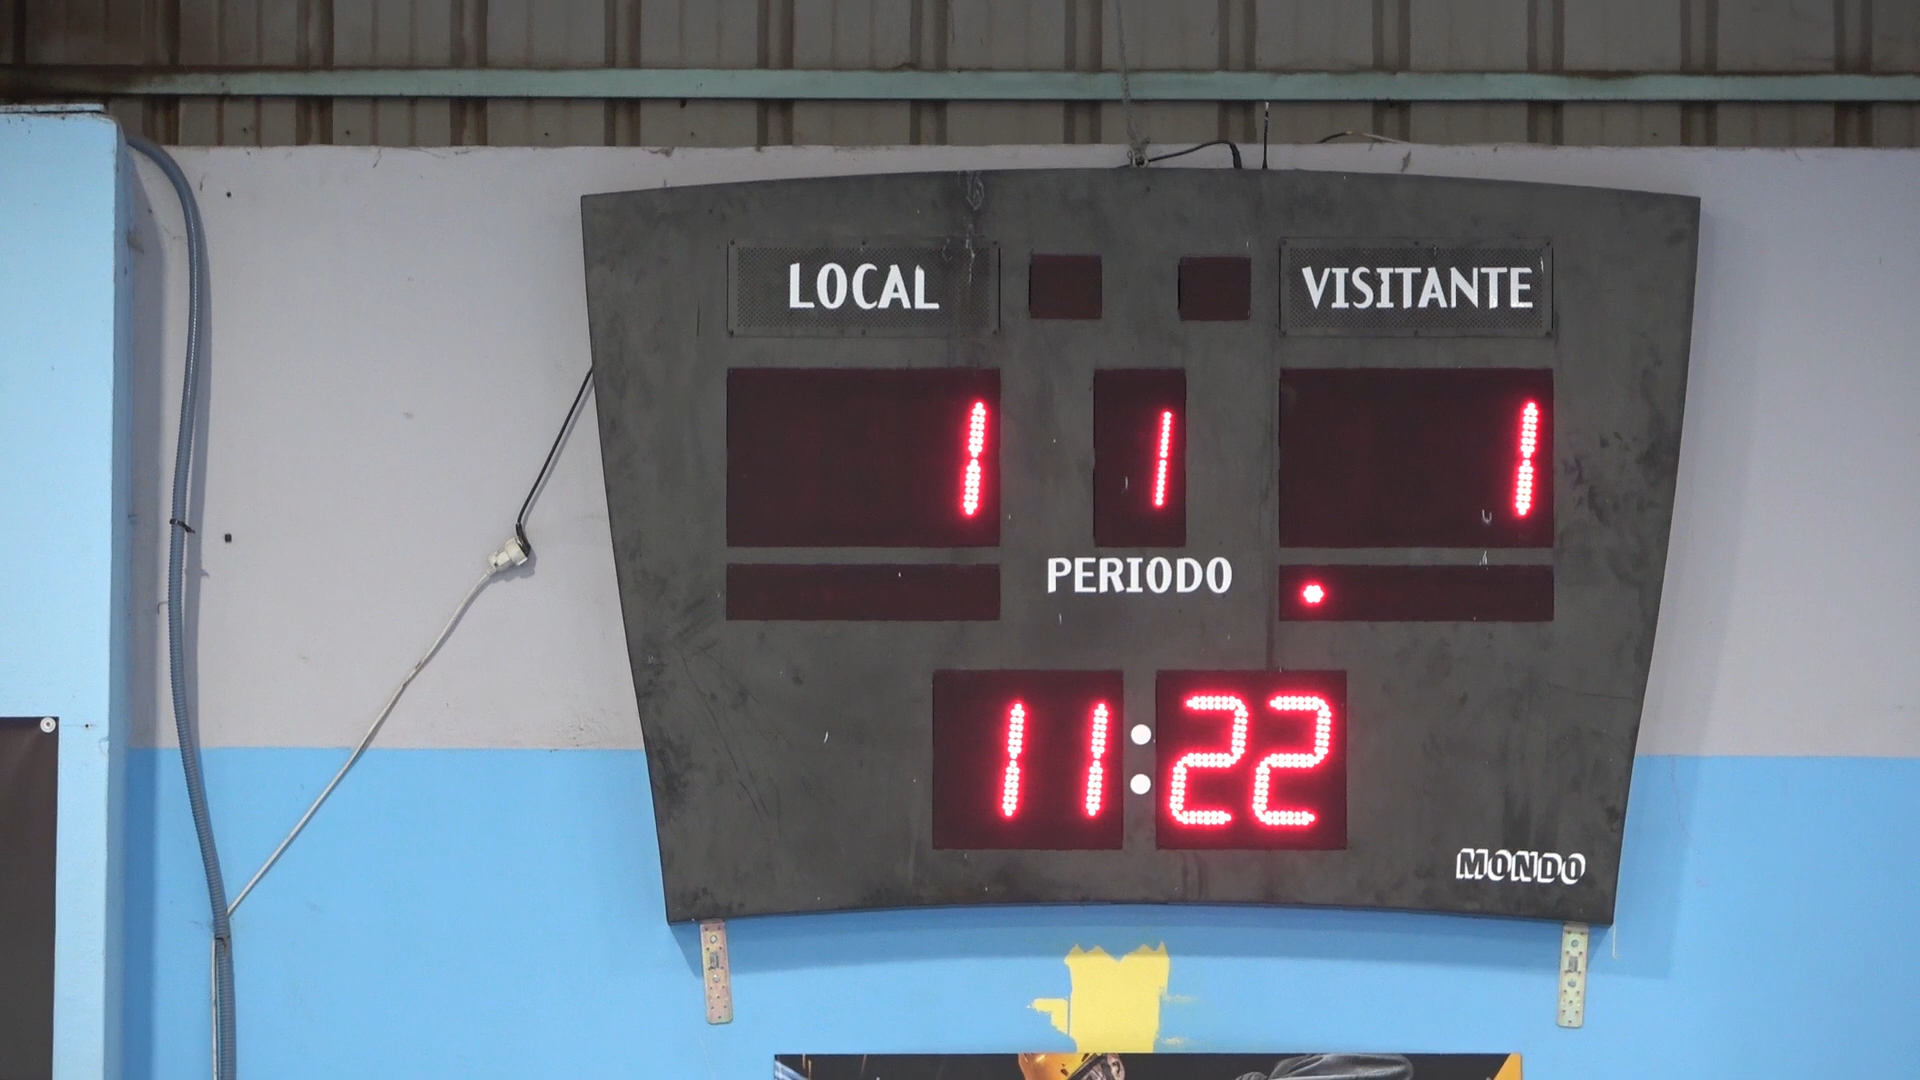 LOCAL VISITANTE
1 1 1
PERIODO
11:22
MONDO